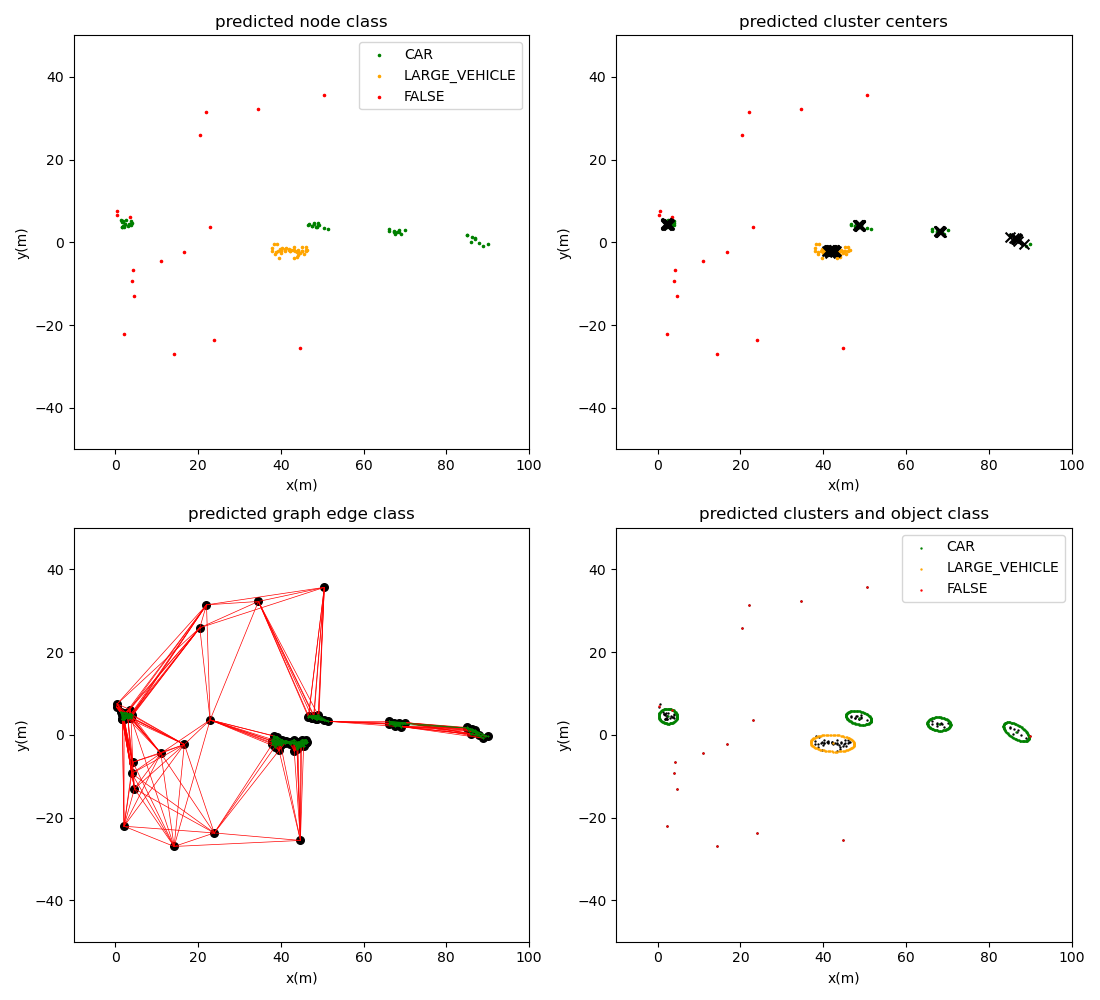 predicted node class
CAR
LARGE_VEHICLE
FALSE
40
20
0
−20
−40
y(m)
0 20 40 60 80 100
x(m)
predicted cluster centers
40
20
0
−20
−40
y(m)
0 20 40 60 80 100
x(m)
predicted graph edge class
40
20
0
−20
−40
y(m)
0 20 40 60 80 100
x(m)
predicted clusters and object class
CAR
LARGE_VEHICLE
FALSE
40
20
0
−20
−40
y(m)
0 20 40 60 80 100
x(m)